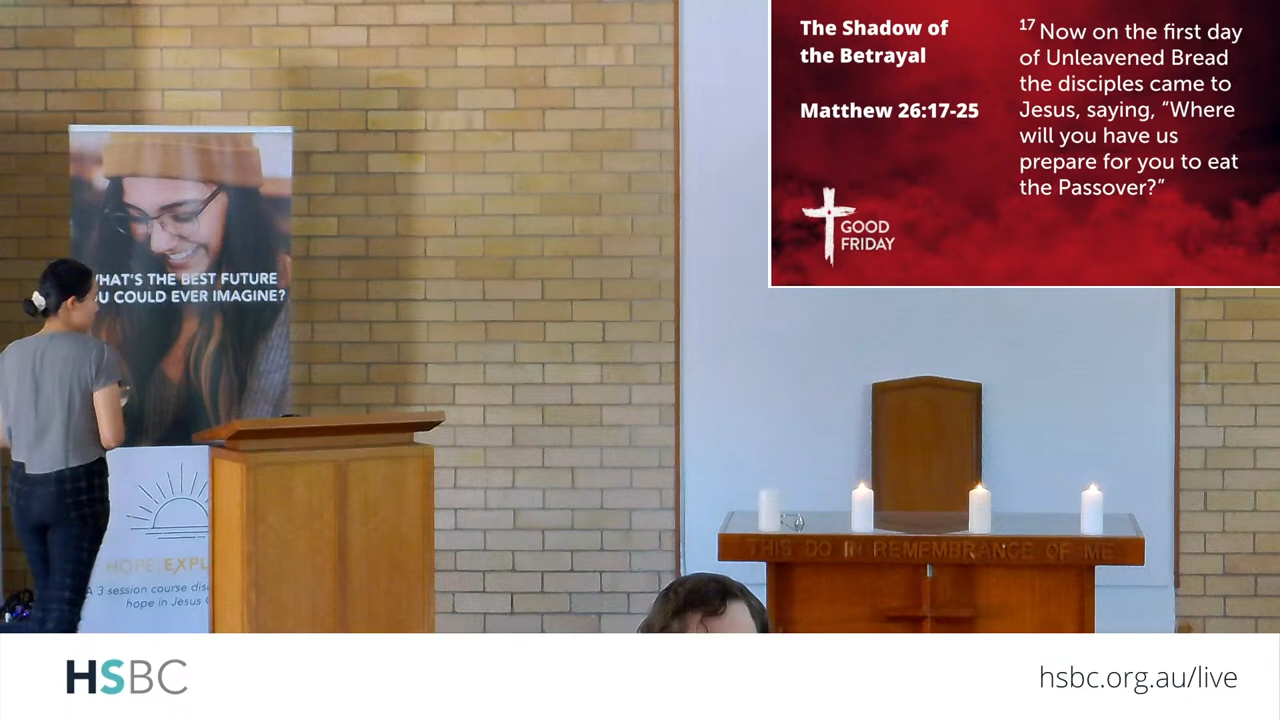 The Shadow of
the Betrayal
Matthew 26:17-25
17 Now on the first day
of Unleavened Bread
the disciples came to
Jesus, saying, “Where
will you have us
prepare for you to eat
the Passover?”
GOOD
FRIDAY
WHAT'S THE BEST FUTURE
COULD EVER IMAGINE?
HOPE
A 3 session course
hope in Jesus
THIS DO IN REMEMBRANCE OF ME
HSBC
hsbc.org.au/live